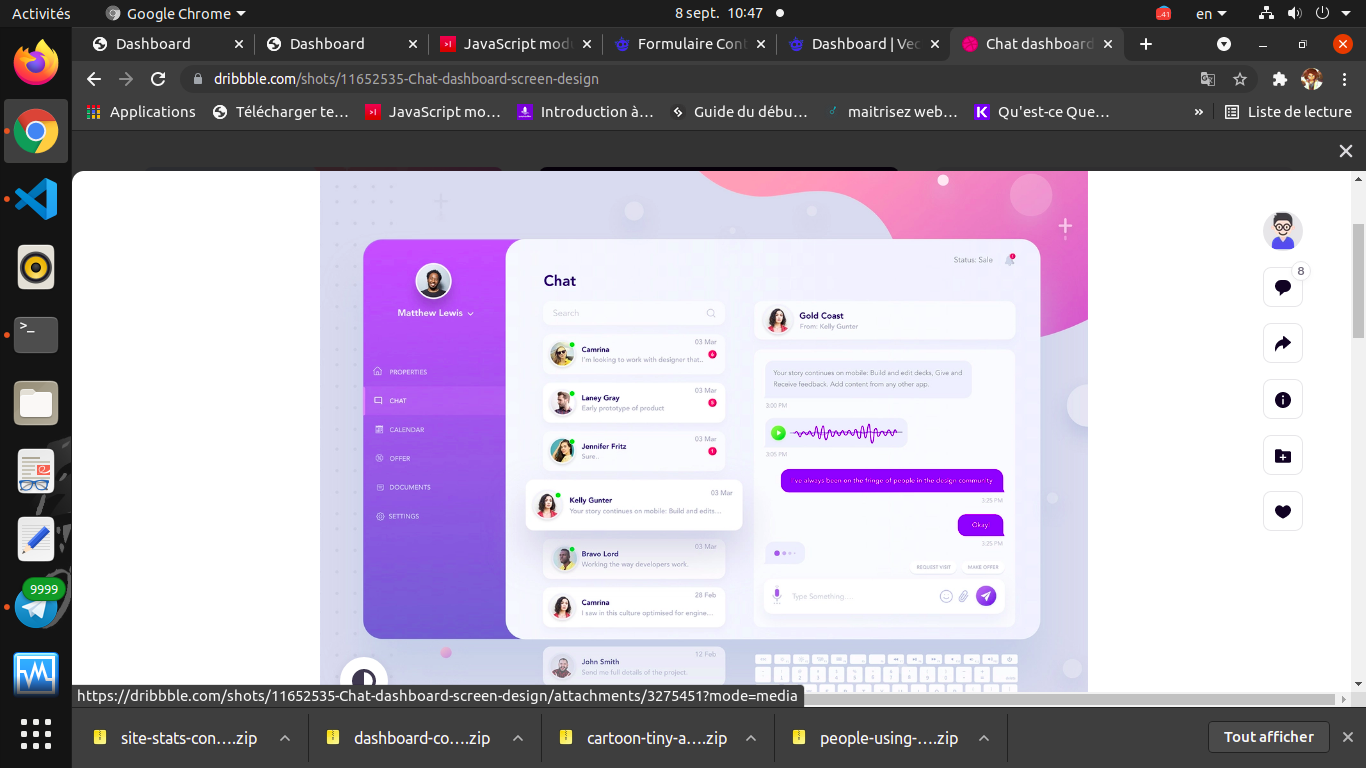 Activités
Google Chrome
8 sept. 10:47
41
en
Dashboard
Dashboard
JavaScript modu
Formulaire Cont
Dashboard | Vec
Chat dashboard
dribbble.com/shots/11652535-Chat-dashboard-screen-design
Applications
Télécharger te…
JavaScript mo…
Introduction à…
Guide du débu…
maitrisez web…
Qu'est-ce Que…
»
Liste de lecture
8
Status: Sale
Chat
Matthew Lewis
Search
Gold Coast
From: Kelly Gunter
Camrina
03 Mar
I'm looking to work with designer that..
Laney Gray
03 Mar
Early prototype of product
Jennifer Fritz
03 Mar
Sure..
1
Kelly Gunter
03 Mar
Your story continues on mobile: Build and edits...
Bravo Lord
03 Mar
Working the way developers work.
Camrina
28 Feb
I saw in this culture optimised for engine...
John Smith
12 Feb
Send me full details of the project.
PROPERTIES
CHAT
CALENDAR
OFFER
DOCUMENTS
SETTINGS
Your story continues on mobile: Build and edit decks, Give and
Receive feedback. Add content from any other app.
3:00 PM
3:05 PM
I've always been on the fringe of people in the design community
3:25 PM
Okay
3:25 PM
REQUEST VISIT
MAKE OFFER
Type Something....
9999
https://dribbble.com/shots/11652535-Chat-dashboard-screen-design/attachments/3275451?mode=media
site-stats-con….zip
dashboard-co….zip
cartoon-tiny-a….zip
people-using-….zip
Tout afficher